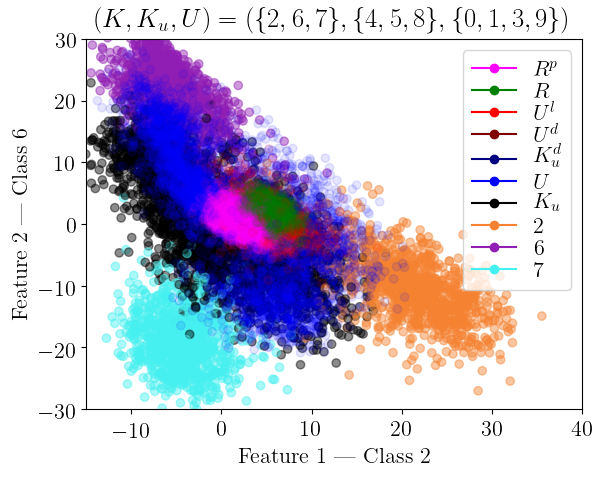 (K, K_u, U) = ({2, 6, 7}, {4, 5, 8}, {0, 1, 3, 9})
30
20
10
0
−10
−20
−30
Feature 2 — Class 6
R^p
R
U^l
U^d
K_u^d
U
K_u
2
6
7
−10
0
10
20
30
40
Feature 1 — Class 2